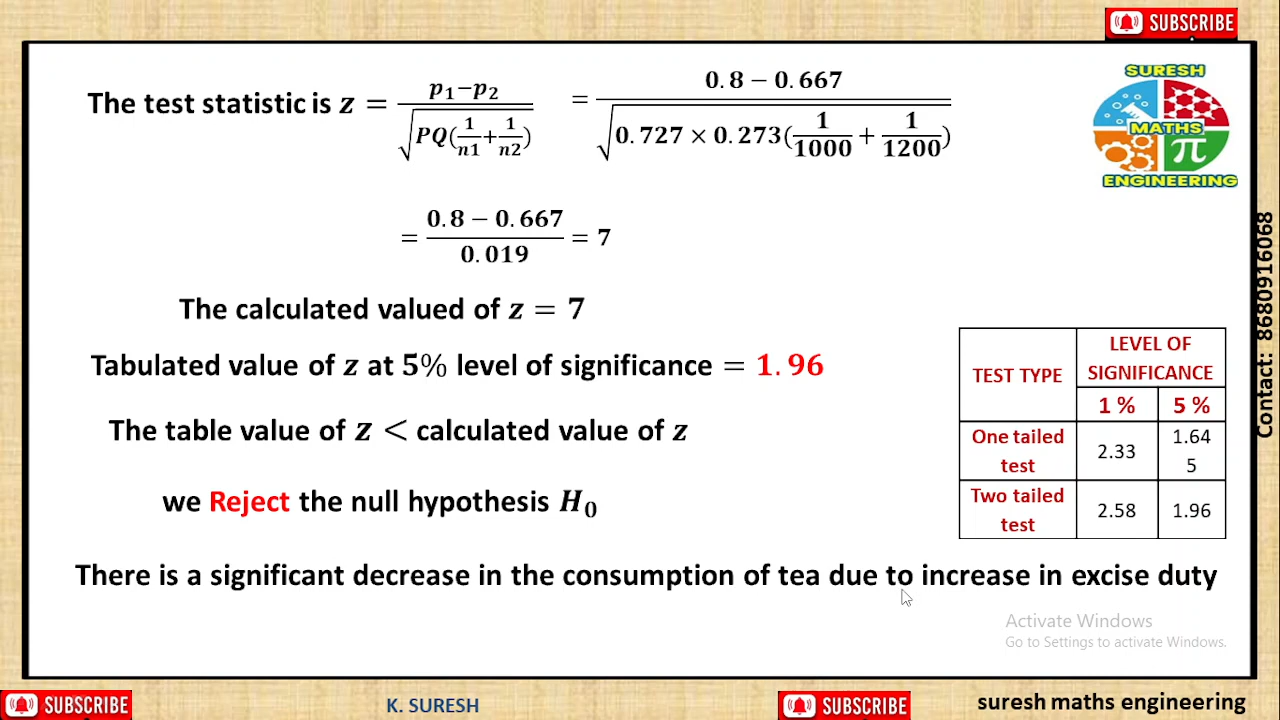 SUBSCRIBE
The test statistic is z = p₁−p₂ / √PQ(1/n1+1/n2) = 0.8 − 0.667 / √0.727 × 0.273(1/1000 + 1/1200)
SURESH
MATHS
π
ENGINEERING
= 0.8 − 0.667 / 0.019 = 7
The calculated valued of z = 7
Tabulated value of z at 5% level of significance = 1.96
The table value of z < calculated value of z
we Reject the null hypothesis H₀
There is a significant decrease in the consumption of tea due to increase in excise duty
TEST TYPE
LEVEL OF
SIGNIFICANCE
1 % 5 %
One tailed
test
2.33
1.64
5
Two tailed
test
2.58
1.96
Contact: 8680916068
Activate Windows
Go to Settings to activate Windows.
SUBSCRIBE
K. SURESH
SUBSCRIBE
suresh maths engineering